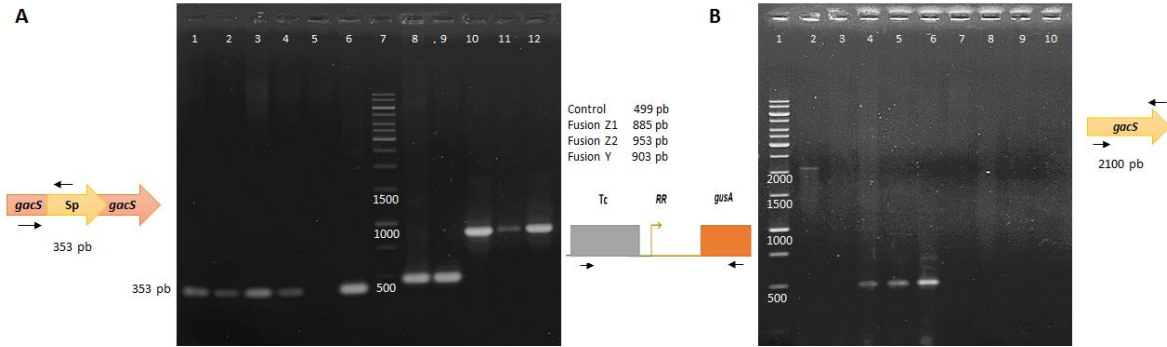 A
1 2 3 4 5 6 7 8 9 10 11 12
1500
1000
500
353 pb
gacS Sp gacS
353 pb
Control 499 pb
Fusion Z1 885 pb
Fusion Z2 953 pb
Fusion Y 903 pb
Tc RR gusA
B
1 2 3 4 5 6 7 8 9 10
2000
1500
1000
500
gacS
2100 pb